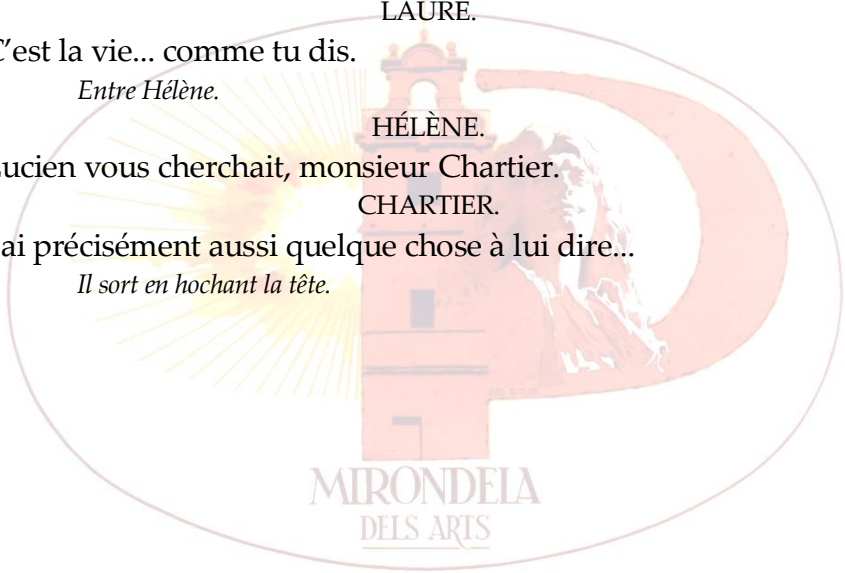 LAURE.
C’est la vie... comme tu dis.
Entre Hélène.
HÉLÈNE.
Lucien vous cherchait, monsieur Chartier.
CHARTIER.
ai précisément aussi quelque chose à lui dire...
Il sort en hochant la tête.
MIRONDELA
DELS ARTS